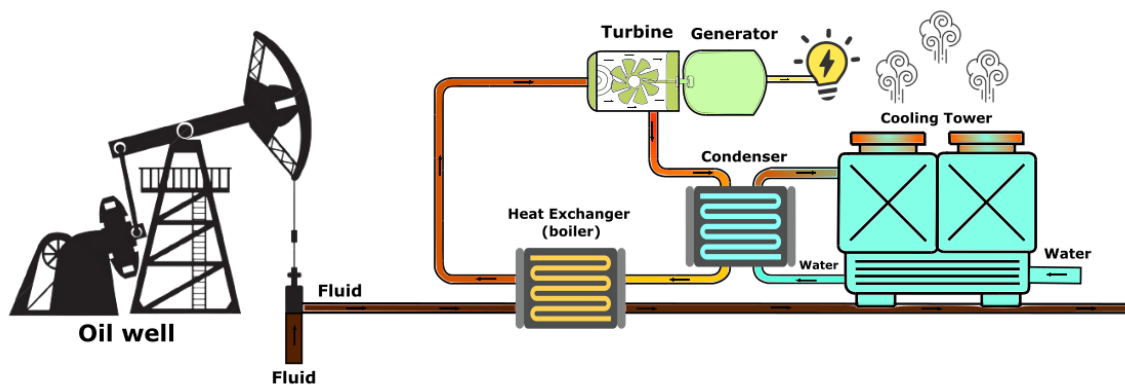 Turbine
Generator
Cooling Tower
Condenser
Heat Exchanger
(boiler)
Water
Water
Fluid
Oil well
Fluid